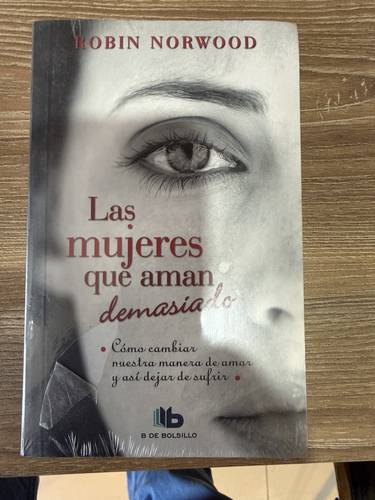 ROBIN NORWOOD
Las
mujeres
que aman
demasiado
• Cómo cambiar
nuestra manera de amar
y así dejar de sufrir •
b
B DE BOLSILLO